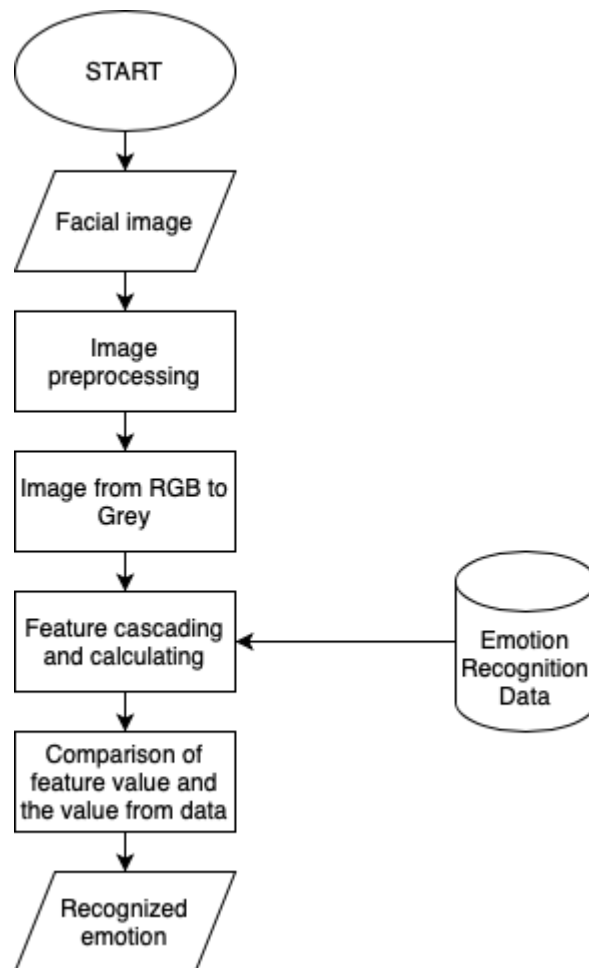 START
Facial image
Image
preprocessing
Image from RGB to
Grey
Feature cascading
and calculating
Emotion
Recognition
Data
Comparison of
feature value and
the value from data
Recognized
emotion